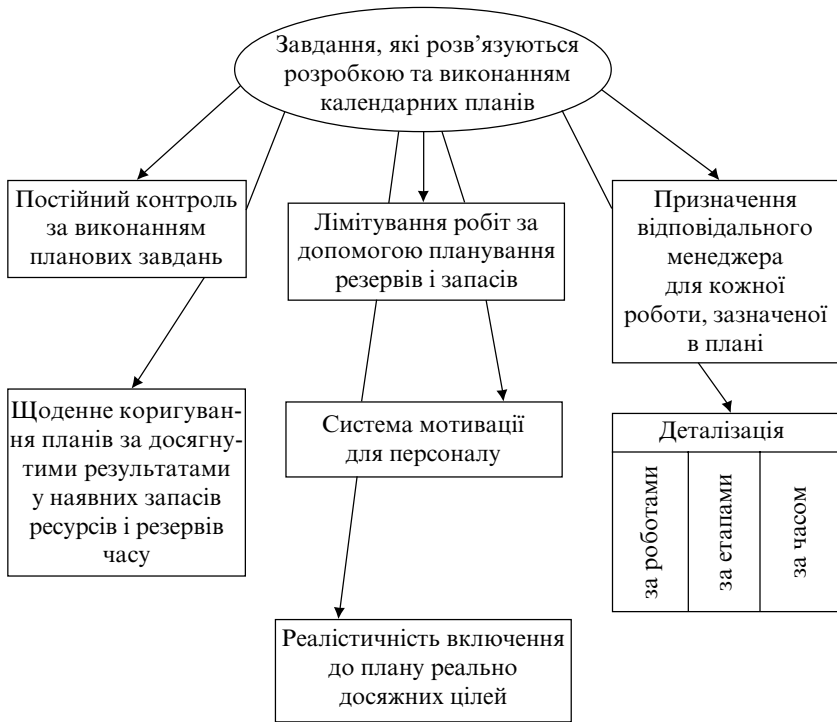 Завдання, які розв'язуються
розробкою та виконанням
календарних планів
Постійний контроль
за виконанням
планових завдань
Лімітування робіт за
допомогою планування
резервів і запасів
Призначення
відповідального
менеджера
для кожної
роботи, зазначеної
в плані
Щоденне коригуван-
ня планів за досягну-
тими результатами
у наявних запасів
ресурсів і резервів
часу
Система мотивації
для персоналу
Деталізація
за роботами
за етапами
за часом
Реалістичність включення
до плану реально
досяжних цілей